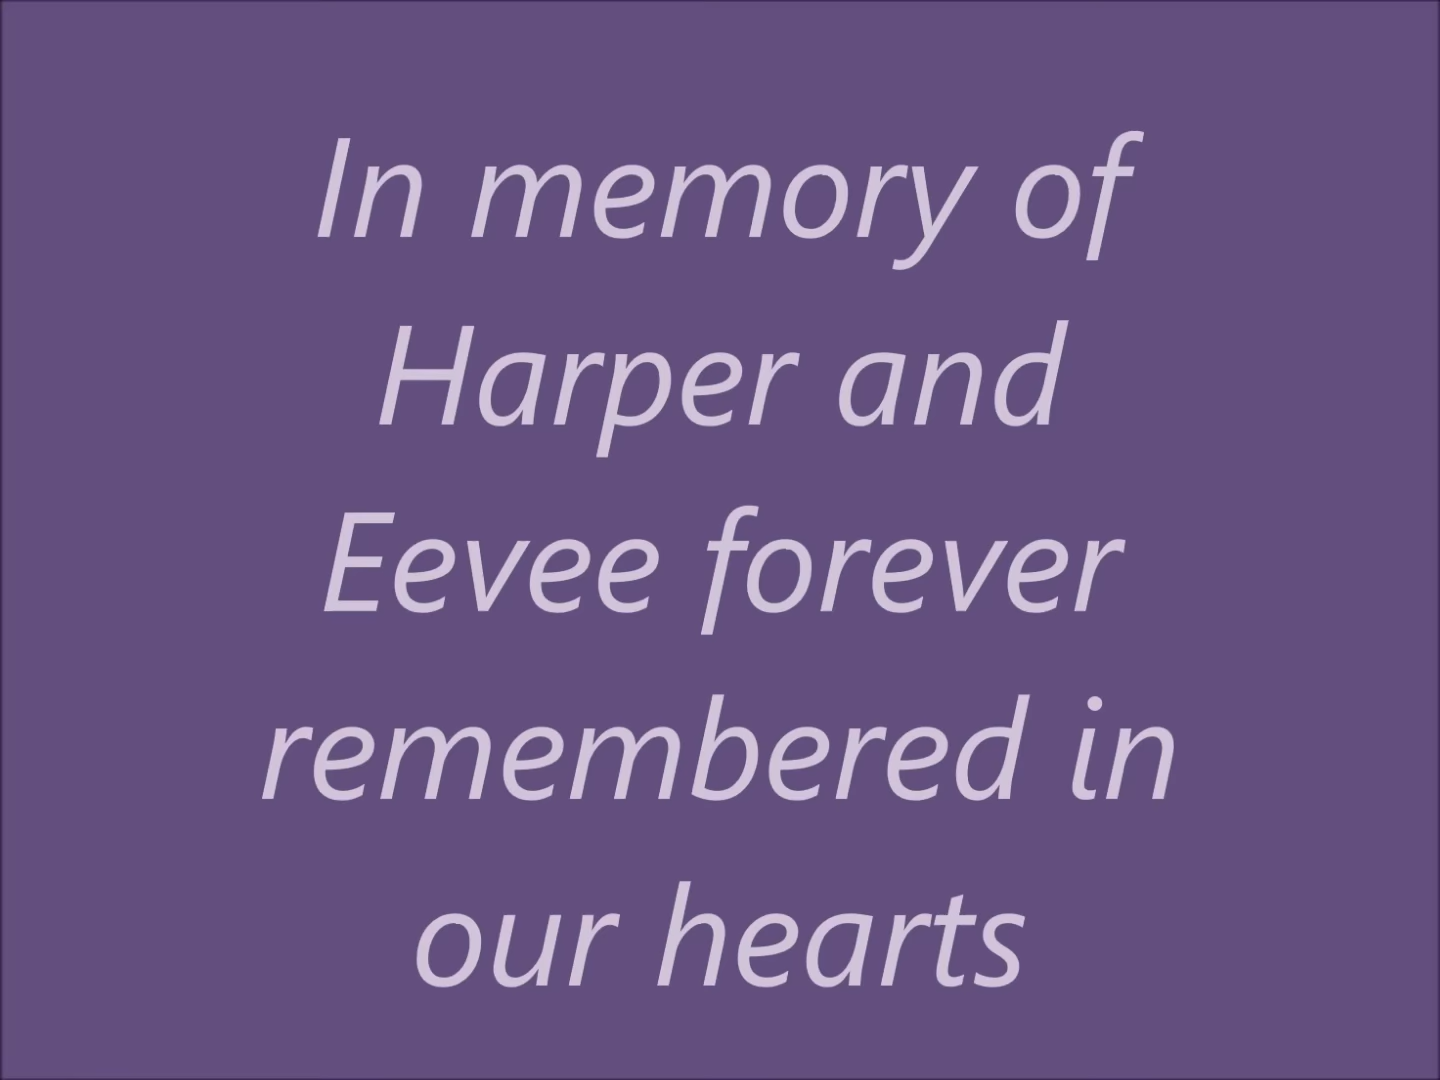 In memory of
Harper and
Eevee forever
remembered in
our hearts